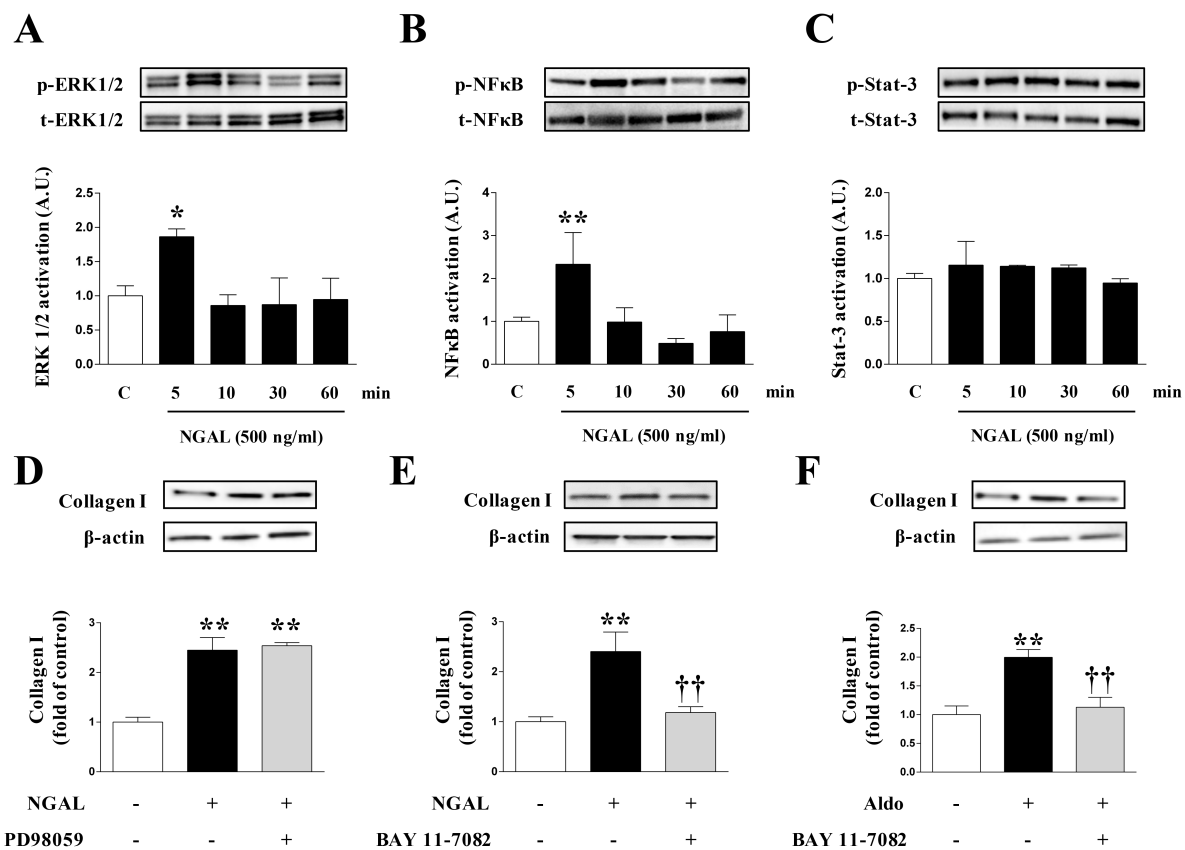 A
p-ERK1/2
t-ERK1/2
ERK 1/2 activation (A.U.)
2.5
2.0
1.5
1.0
0.5
0.0
*
C 5 10 30 60 min
NGAL (500 ng/ml)
B
p-NFκB
t-NFκB
NFκB activation (A.U.)
4
3
2
1
0
**
C 5 10 30 60 min
NGAL (500 ng/ml)
C
p-Stat-3
t-Stat-3
Stat-3 activation (A.U.)
2.0
1.5
1.0
0.5
0.0
C 5 10 30 60 min
NGAL (500 ng/ml)
D
Collagen I
β-actin
Collagen I
(fold of control)
3
2
1
0
** **
NGAL - + +
PD98059 - - +
E
Collagen I
β-actin
Collagen I
(fold of control)
3
2
1
0
** ††
NGAL - + +
BAY 11-7082 - - +
F
Collagen I
β-actin
Collagen I
(fold of control)
2.5
2.0
1.5
1.0
0.5
0.0
** ††
Aldo - + +
BAY 11-7082 - - +